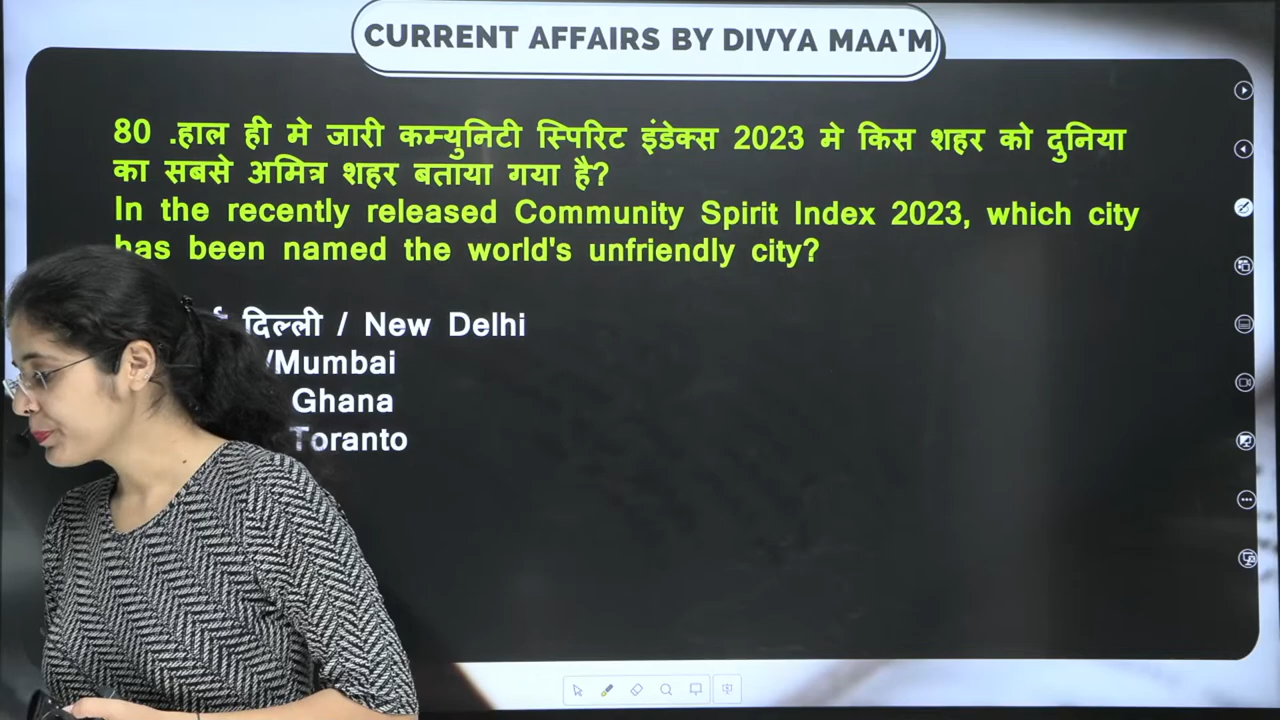 CURRENT AFFAIRS BY DIVYA MAA'M
80 .हाल ही मे जारी कम्युनिटी स्पिरिट इंडेक्स 2023 मे किस शहर को दुनिया
का सबसे अमित्र शहर बताया गया है?
In the recently released Community Spirit Index 2023, which city
has been named the world's unfriendly city?
दिल्ली / New Delhi
/Mumbai
Ghana
Toranto